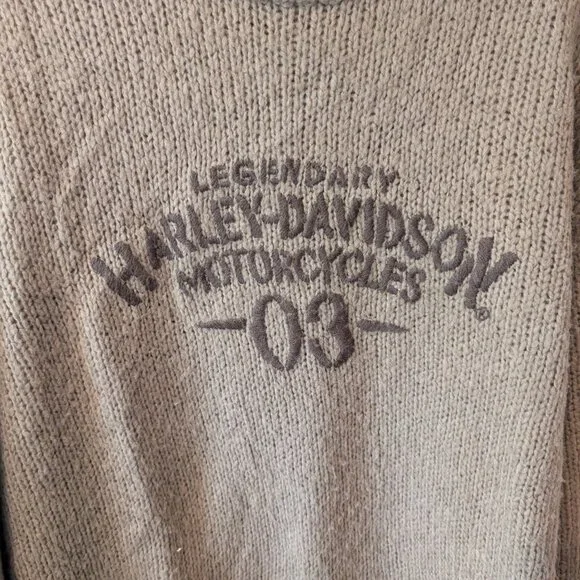 LEGENDARY
HARLEY-DAVIDSON
MOTORCYCLES
-03-
®